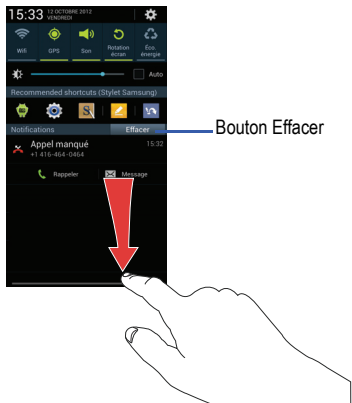 15:33 12 OCTOBRE 2012
VENDREDI
Wifi GPS Son Rotation écran Éco. énergie
Auto
Recommended shortcuts (Stylet Samsung)
Notifications Effacer
Bouton Effacer
Appel manqué 15:32
+1 416-464-0464
Rappeler Message